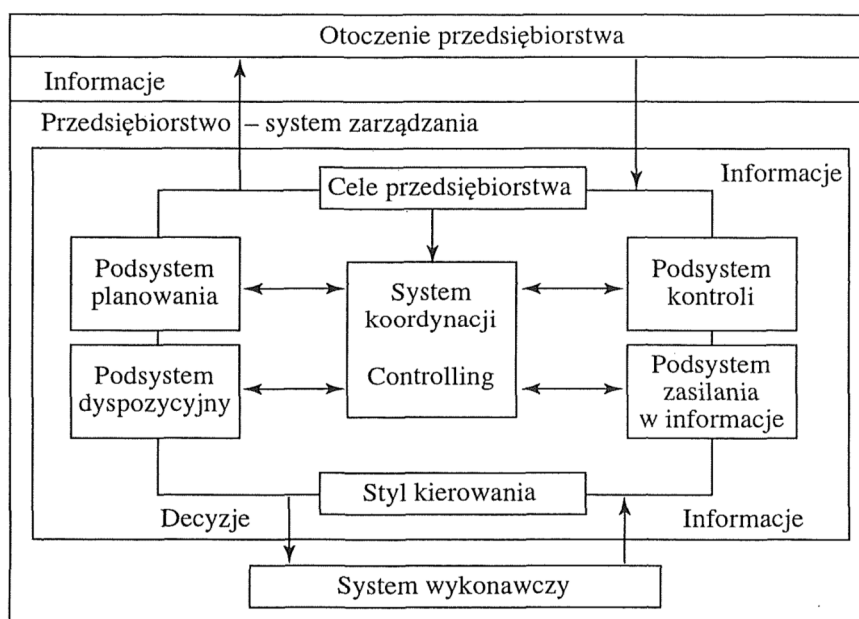 Otoczenie przedsiębiorstwa
Informacje
Przedsiębiorstwo – system zarządzania
Cele przedsiębiorstwa
Informacje
Podsystem
planowania
System
koordynacji
Controlling
Podsystem
kontroli
Podsystem
dyspozycyjny
Podsystem
zasilania
w informacje
Styl kierowania
Decyzje
Informacje
System wykonawczy